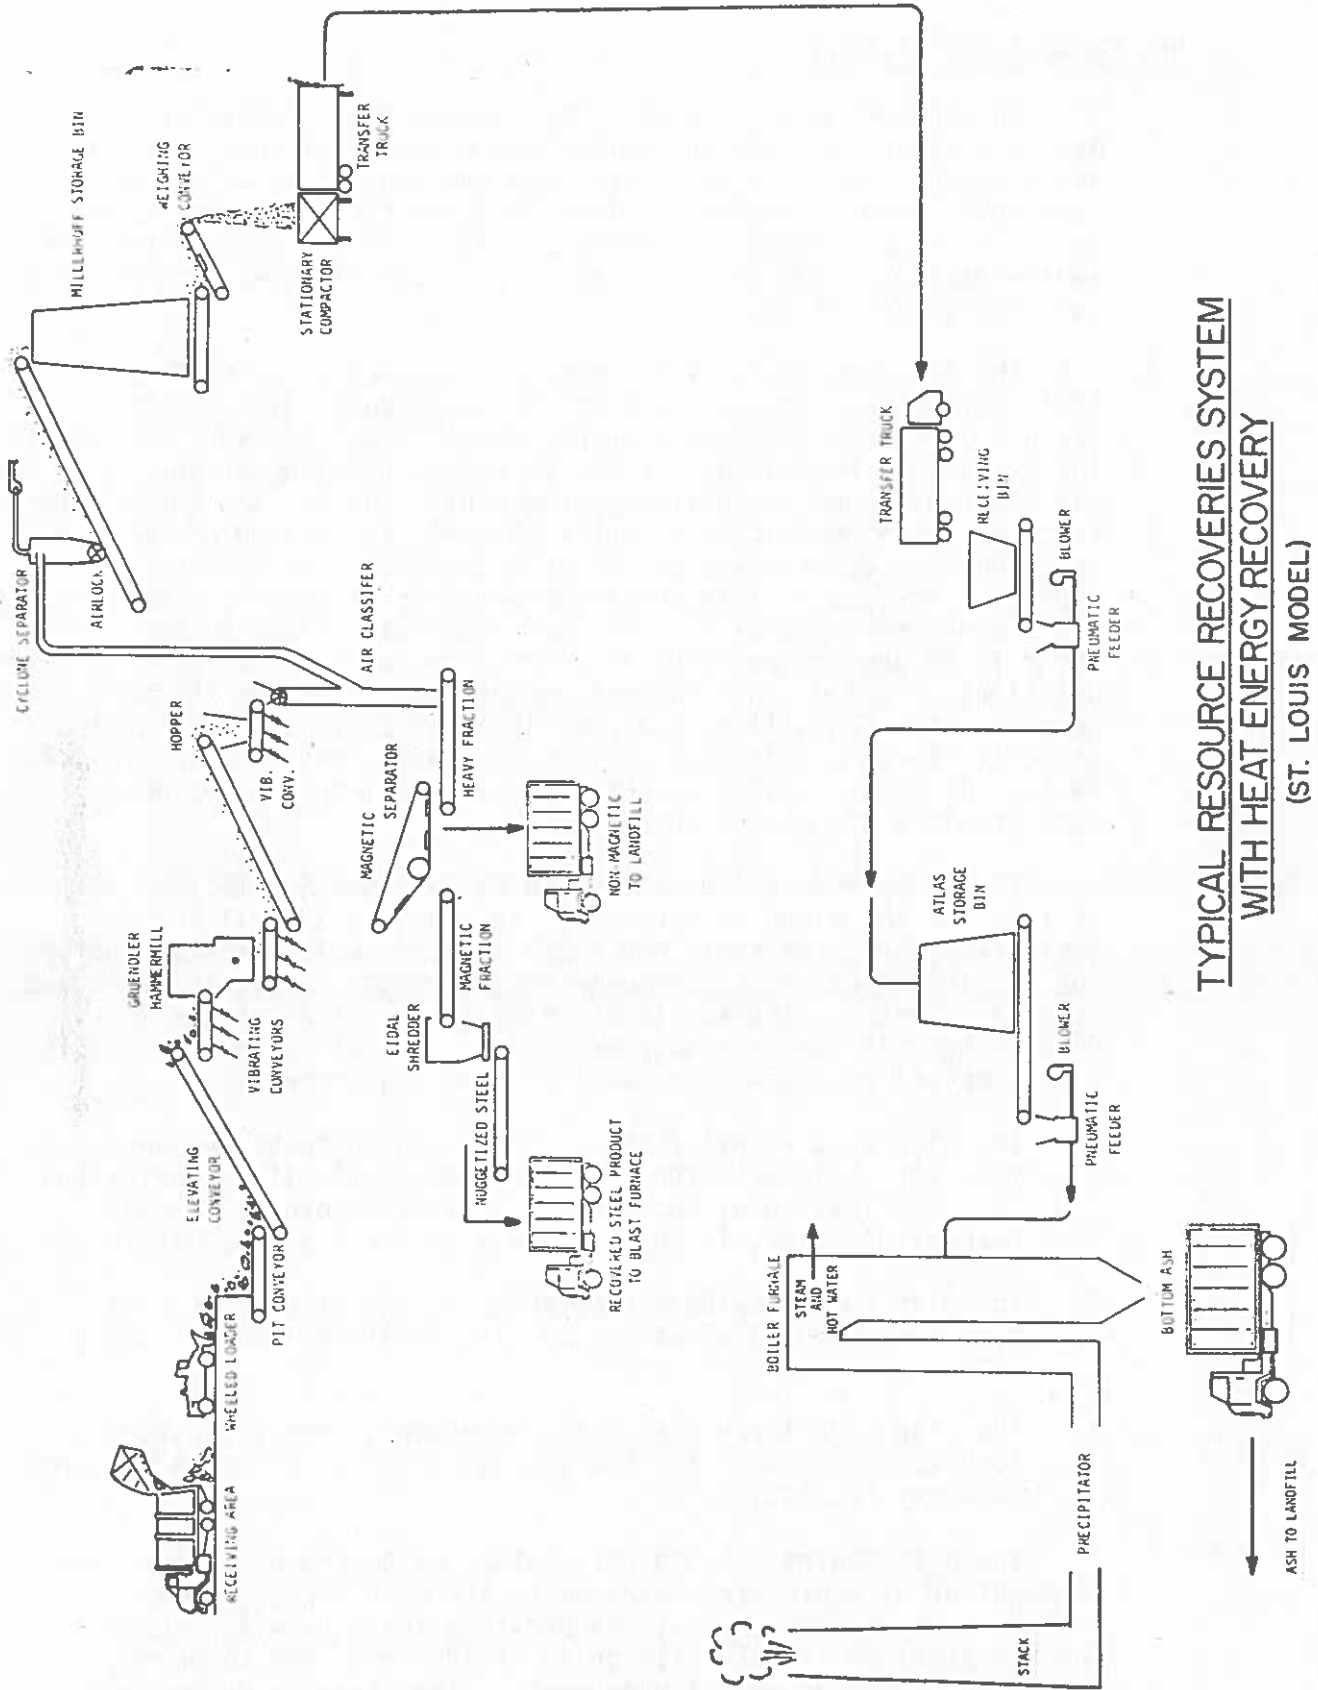 RECEIVING AREA
WHEELED LOADER
PIT CONVEYOR
ELEVATING
CONVEYOR
VIBRATING
CONVEYORS
GRUENDLER
HAMMERMILL
HOPPER
VIB.
CONV.
CYCLONE SEPARATOR
AIRLOCK
AIR CLASSIFER
MILLERHOFF STORAGE BIN
WEIGHING
CONVEYOR
STATIONARY
COMPACTOR
TRANSFER
TRUCK
HEAVY FRACTION
MAGNETIC
SEPARATOR
NON-MAGNETIC
TO LANDFILL
MAGNETIC
FRACTION
EIDAL
SHREDDER
NUGGETIZED STEEL
RECOVERED STEEL PRODUCT
TO BLAST FURNACE
TRANSFER TRUCK
RECEIVING
BIN
BLOWER
PNEUMATIC
FEEDER
ATLAS
STORAGE
BIN
BLOWER
PNEUMATIC
FEEDER
BOILER FURNACE
STEAM
AND
HOT WATER
BOTTOM ASH
PRECIPITATOR
STACK
ASH TO LANDFILL
TYPICAL RESOURCE RECOVERIES SYSTEM
WITH HEAT ENERGY RECOVERY
(ST. LOUIS MODEL)